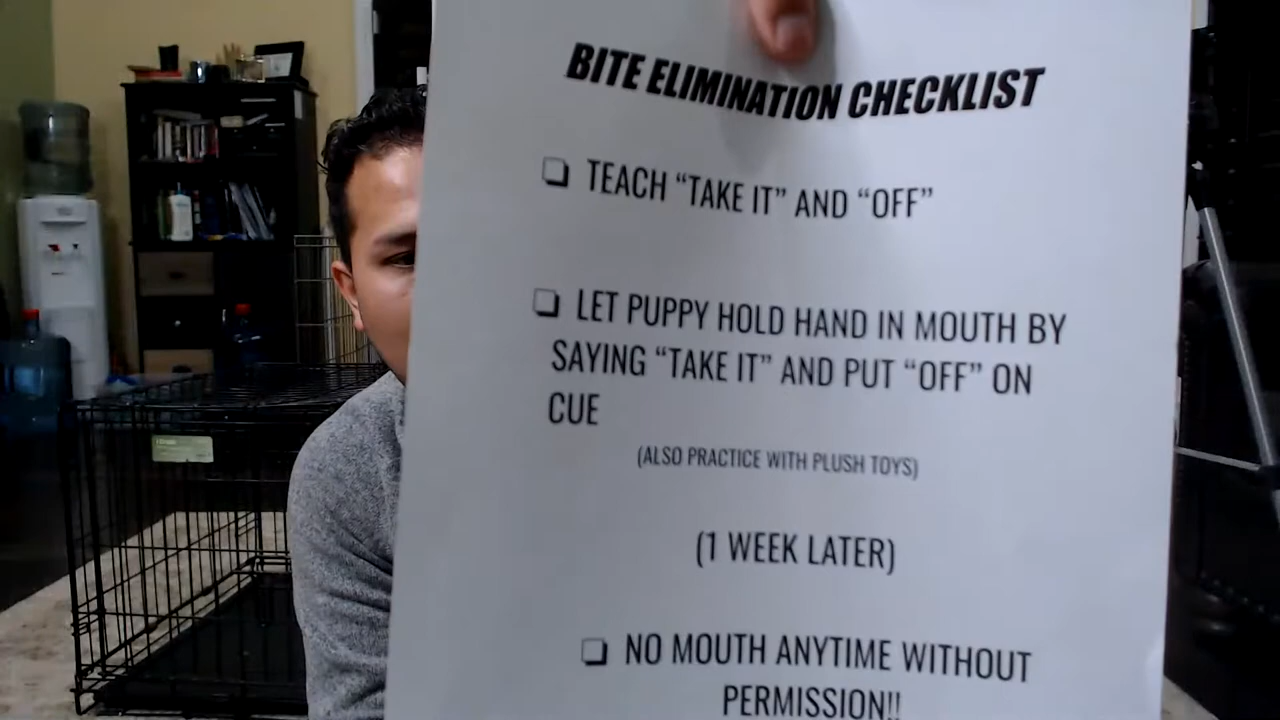 BITE ELIMINATION CHECKLIST
❏ TEACH “TAKE IT” AND “OFF”
❏ LET PUPPY HOLD HAND IN MOUTH BY
SAYING “TAKE IT” AND PUT “OFF” ON
CUE
(ALSO PRACTICE WITH PLUSH TOYS)
(1 WEEK LATER)
❏ NO MOUTH ANYTIME WITHOUT
PERMISSION!!